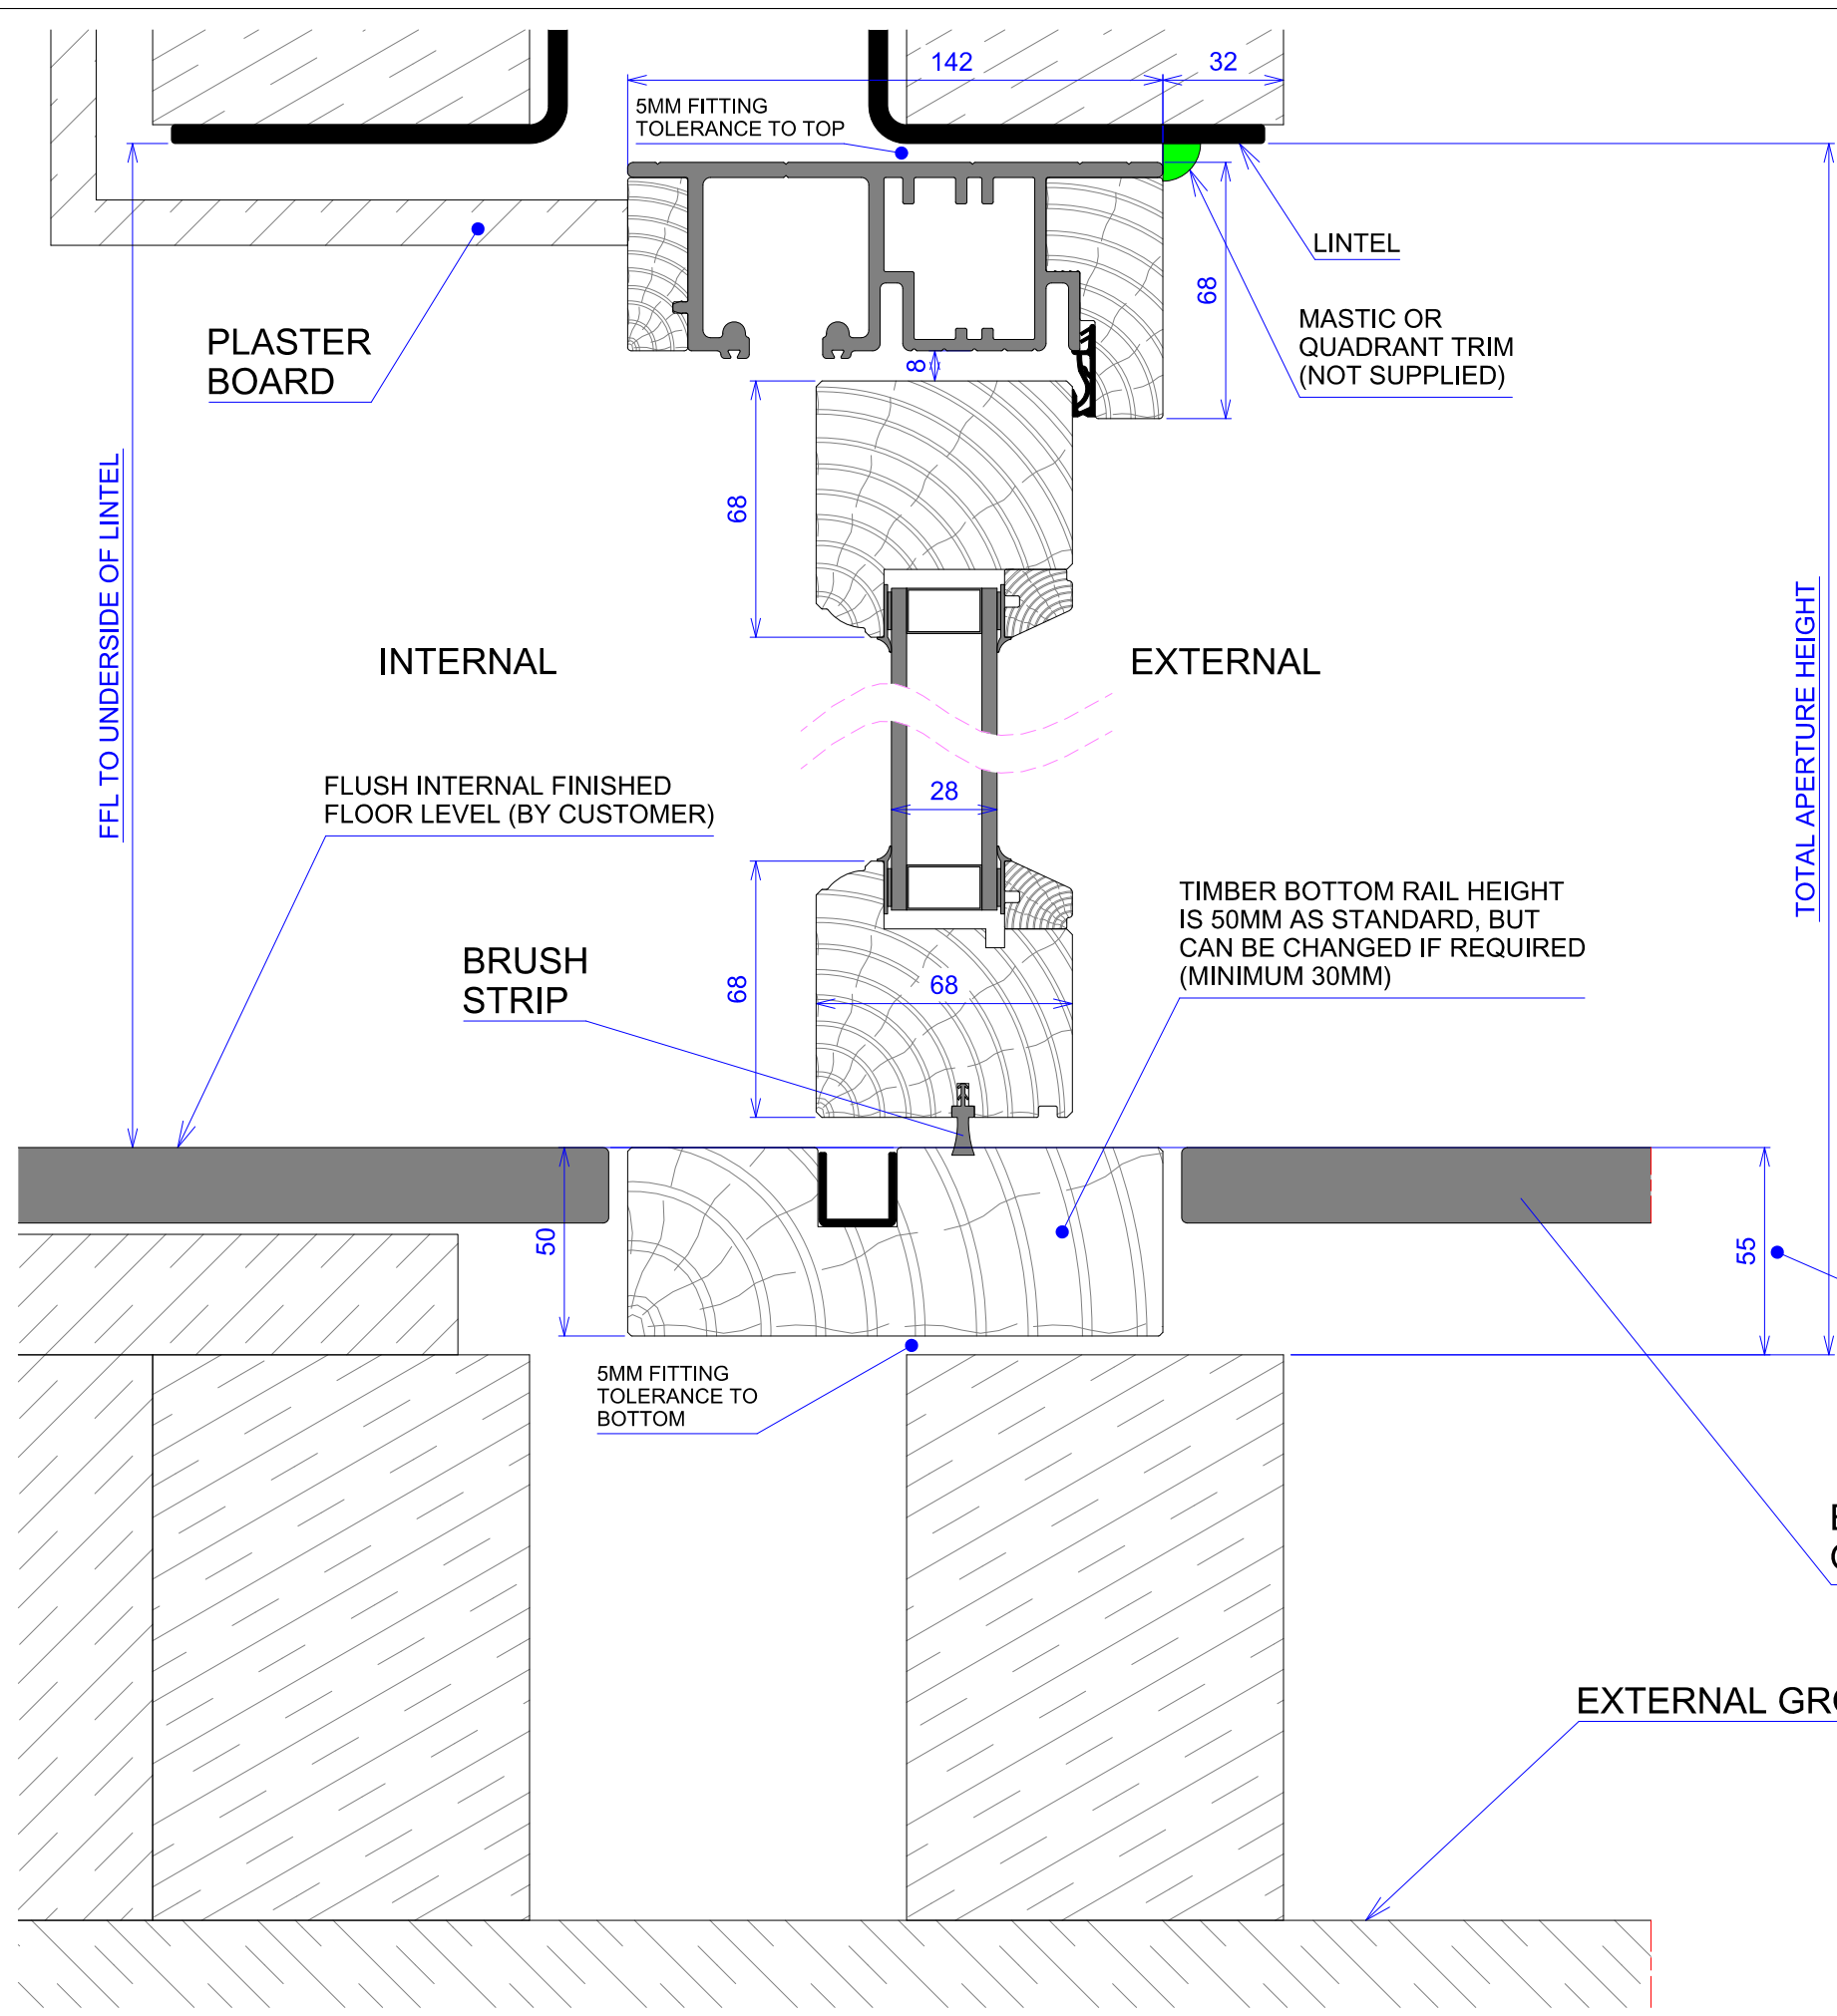 142
32
5MM FITTING
TOLERANCE TO TOP
LINTEL
68
MASTIC OR
QUADRANT TRIM
(NOT SUPPLIED)
PLASTER
BOARD
8
68
FFL TO UNDERSIDE OF LINTEL
TOTAL APERTURE HEIGHT
INTERNAL
EXTERNAL
FLUSH INTERNAL FINISHED
FLOOR LEVEL (BY CUSTOMER)
28
TIMBER BOTTOM RAIL HEIGHT
IS 50MM AS STANDARD, BUT
CAN BE CHANGED IF REQUIRED
(MINIMUM 30MM)
BRUSH
STRIP
68
68
50
55
5MM FITTING
TOLERANCE TO
BOTTOM
EXTERNAL